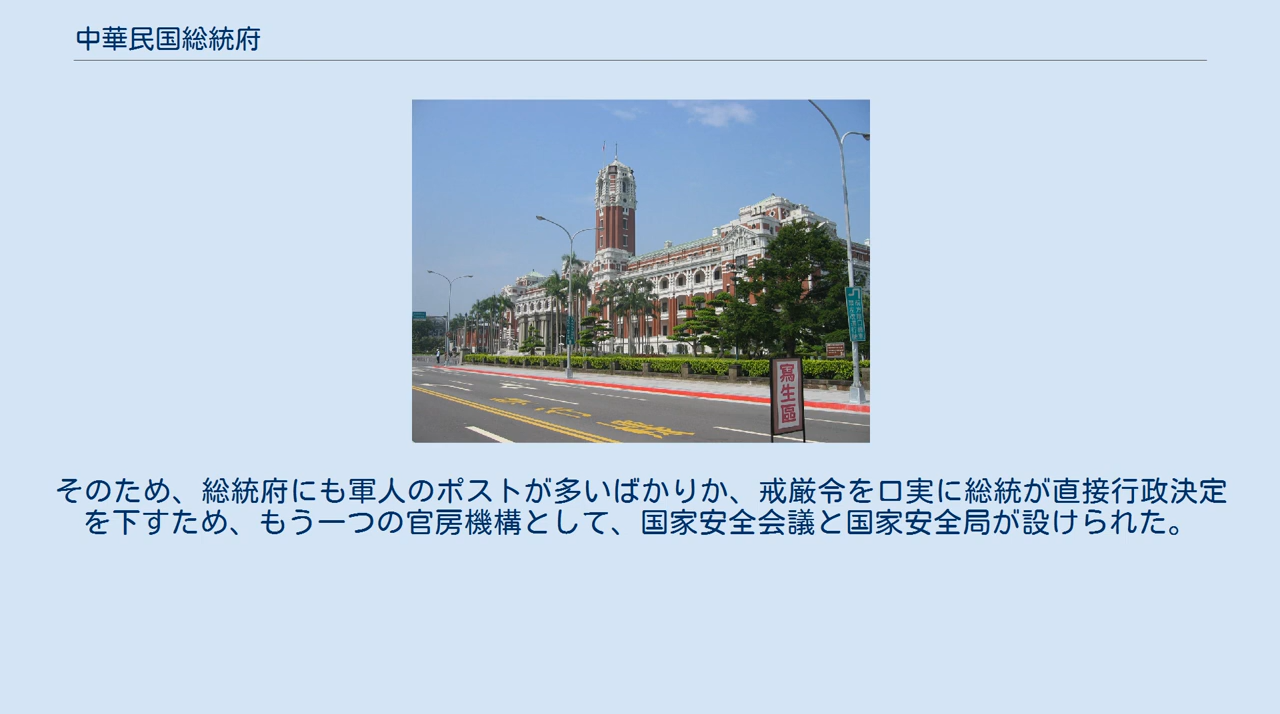 中華民国総統府
寫生區
そのため、総統府にも軍人のポストが多いばかりか、戒厳令を口実に総統が直接行政決定
を下すため、もう一つの官房機構として、国家安全会議と国家安全局が設けられた。